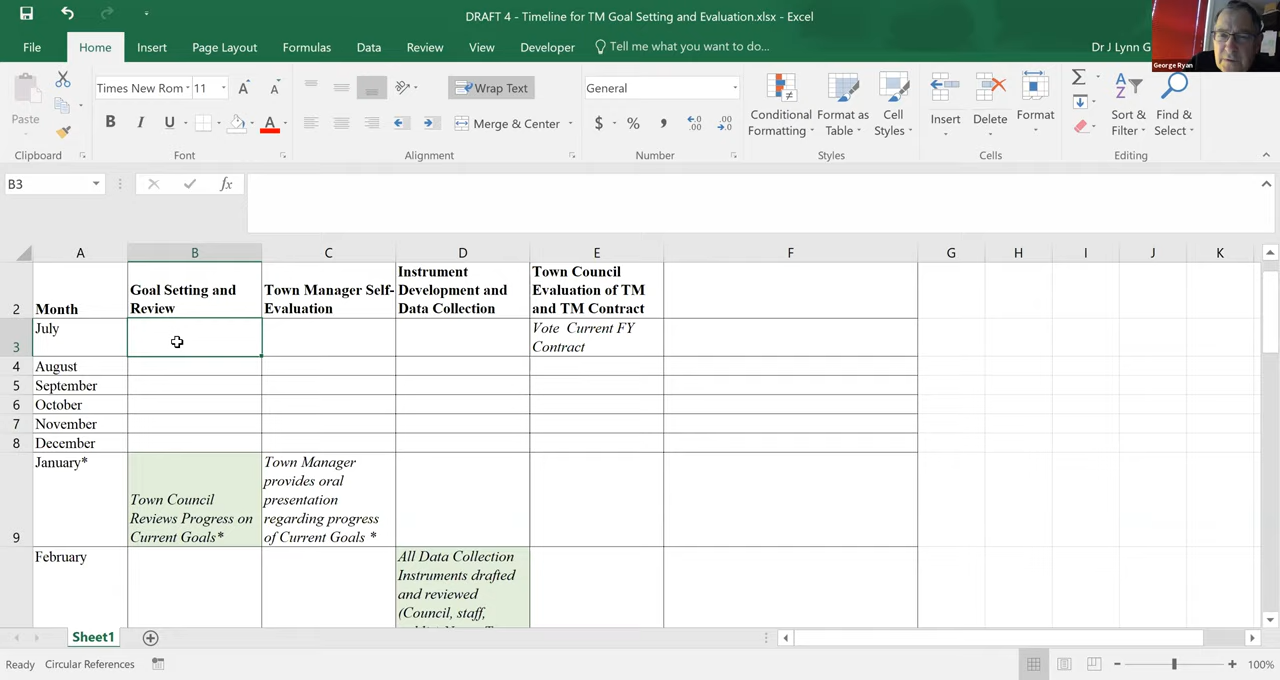 DRAFT 4 - Timeline for TM Goal Setting and Evaluation.xlsx - Excel
George Ryan
File Home Insert Page Layout Formulas Data Review View Developer Tell me what you want to do... Dr J Lynn G
Times New Rom 11 Wrap Text General
Paste B I U Merge & Center $ % Conditional Formatting Format as Table Cell Styles Insert Delete Format Sort & Filter Find & Select
Clipboard Font Alignment Number Styles Cells Editing
B3 fx
A B C D E F G H I J K
2 Month
Goal Setting and
Review
Town Manager Self-
Evaluation
Instrument
Development and
Data Collection
Town Council
Evaluation of TM
and TM Contract
3 July
Vote Current FY
Contract
4 August
5 September
6 October
7 November
8 December
9 January*
Town Council
Reviews Progress on
Current Goals*
Town Manager
provides oral
presentation
regarding progress
of Current Goals *
February
All Data Collection
Instruments drafted
and reviewed
(Council, staff,
Sheet1
Ready Circular References 100%